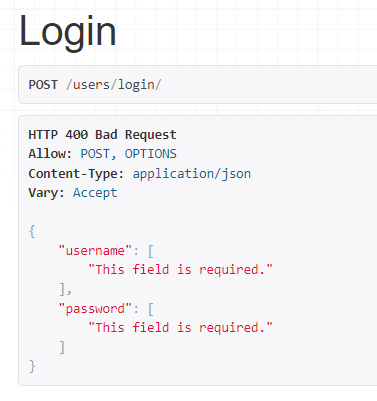 Login
POST /users/login/
HTTP 400 Bad Request
Allow: POST, OPTIONS
Content-Type: application/json
Vary: Accept
{
    "username": [
        "This field is required."
    ],
    "password": [
        "This field is required."
    ]
}